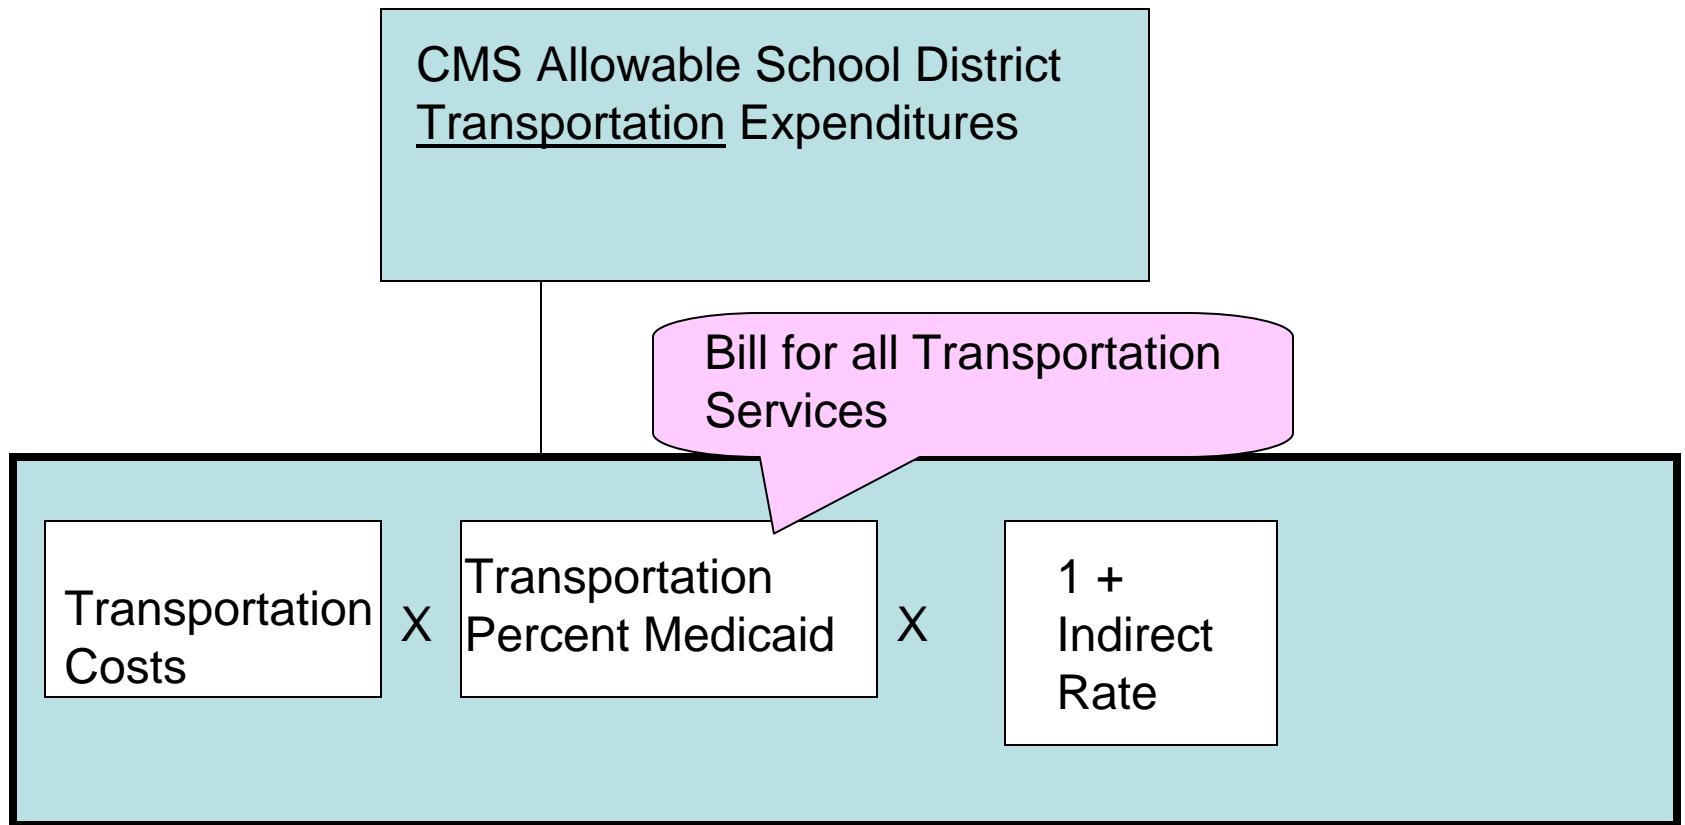 CMS Allowable School District
Transportation Expenditures
Bill for all Transportation
Services
Transportation
Costs
X
Transportation
Percent Medicaid
X
1 +
Indirect
Rate